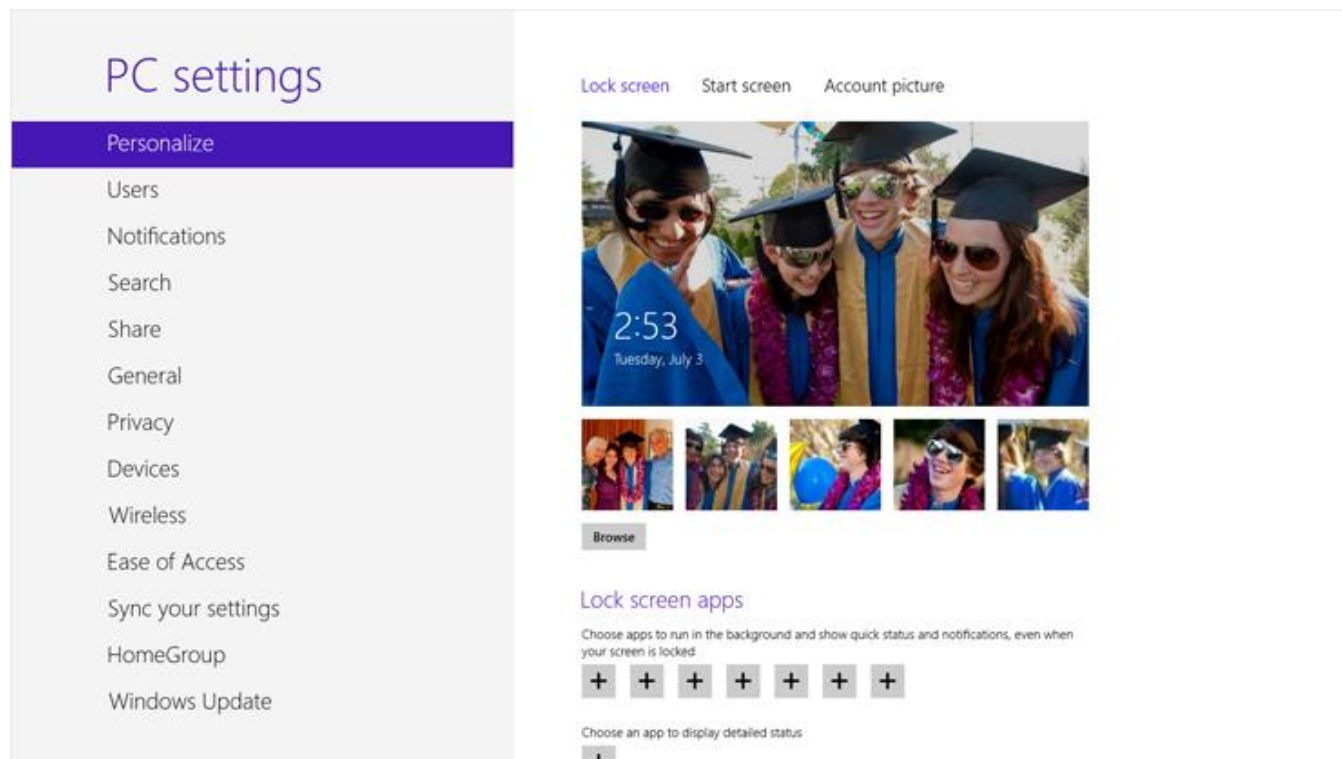 PC settings
Personalize
Users
Notifications
Search
Share
General
Privacy
Devices
Wireless
Ease of Access
Sync your settings
HomeGroup
Windows Update
Lock screen Start screen Account picture
2:53
Tuesday, July 3
Browse
Lock screen apps
Choose apps to run in the background and show quick status and notifications, even when
your screen is locked
Choose an app to display detailed status